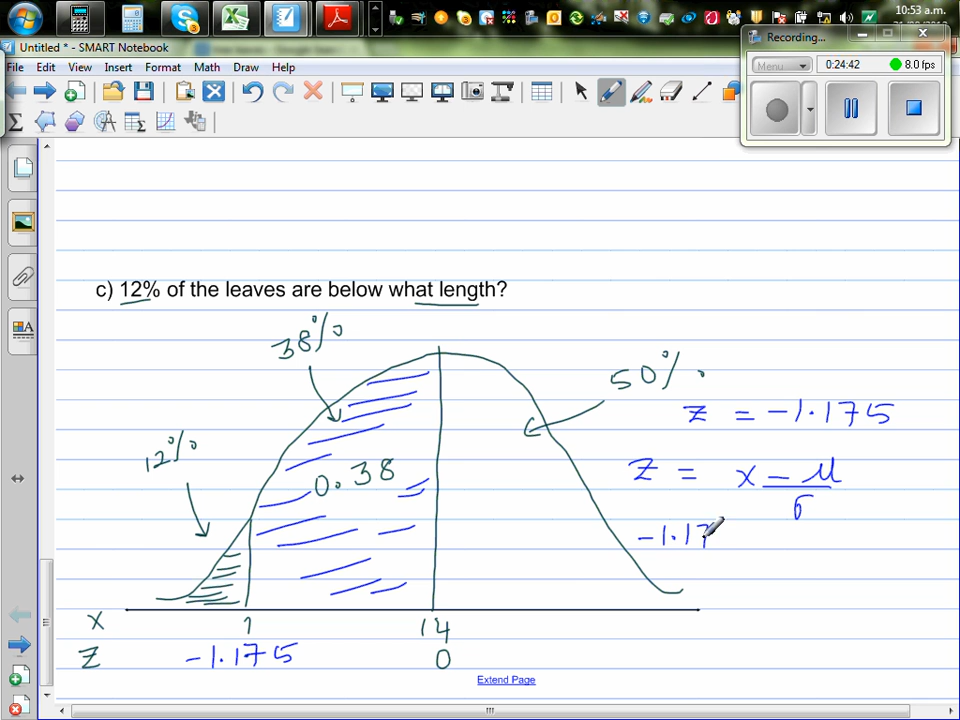 10:53 a.m.
Untitled * - SMART Notebook
Recording...
File Edit View Insert Format Math Draw Help
Menu 0:24:42 8.0 fps
c) 12% of the leaves are below what length?
38%
50%
z = -1.175
12%
0.38
Z = x - μ
σ
-1.17
X 14
Z -1.175 0
Extend Page